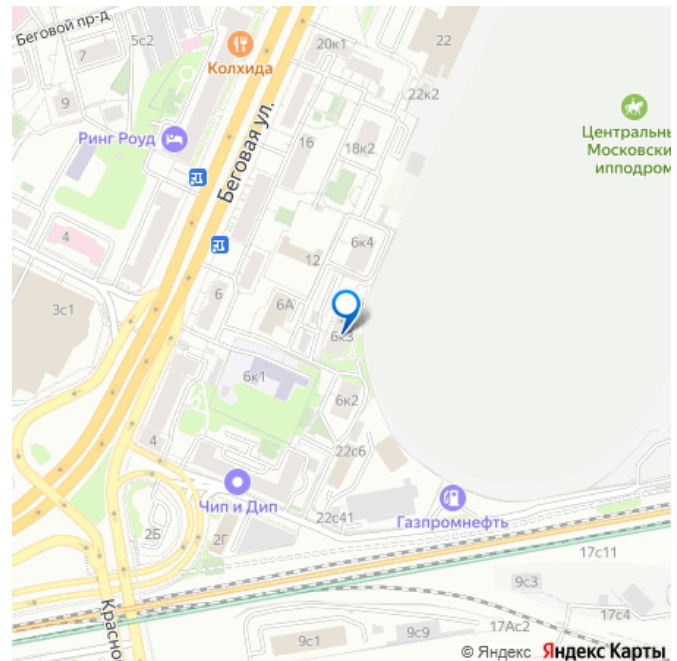 Беговой пр-д
5с2
20к1
22
7
Колхида
9
22к2
Центральны
Московски
ипподром
Ринг Роуд
16
18к2
Беговая ул.
4
6к4
12
3с1
6
6А
6к3
6к1
6к2
4
22с6
Чип и Дип
2Б
2Г
22с41
Газпромнефть
17с11
9с3
17с4
Красно
9с1
9с9
17Ас2
© Яндекс Яндекс Карты